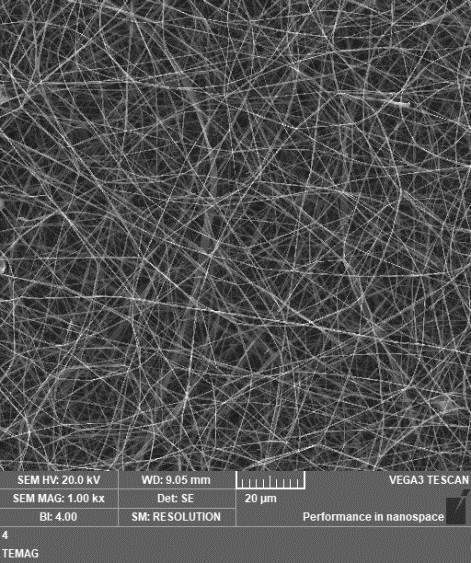 SEM HV: 20.0 kV WD: 9.05 mm VEGA3 TESCAN
SEM MAG: 1.00 kx Det: SE 20 µm
BI: 4.00 SM: RESOLUTION Performance in nanospace
4
TEMAG